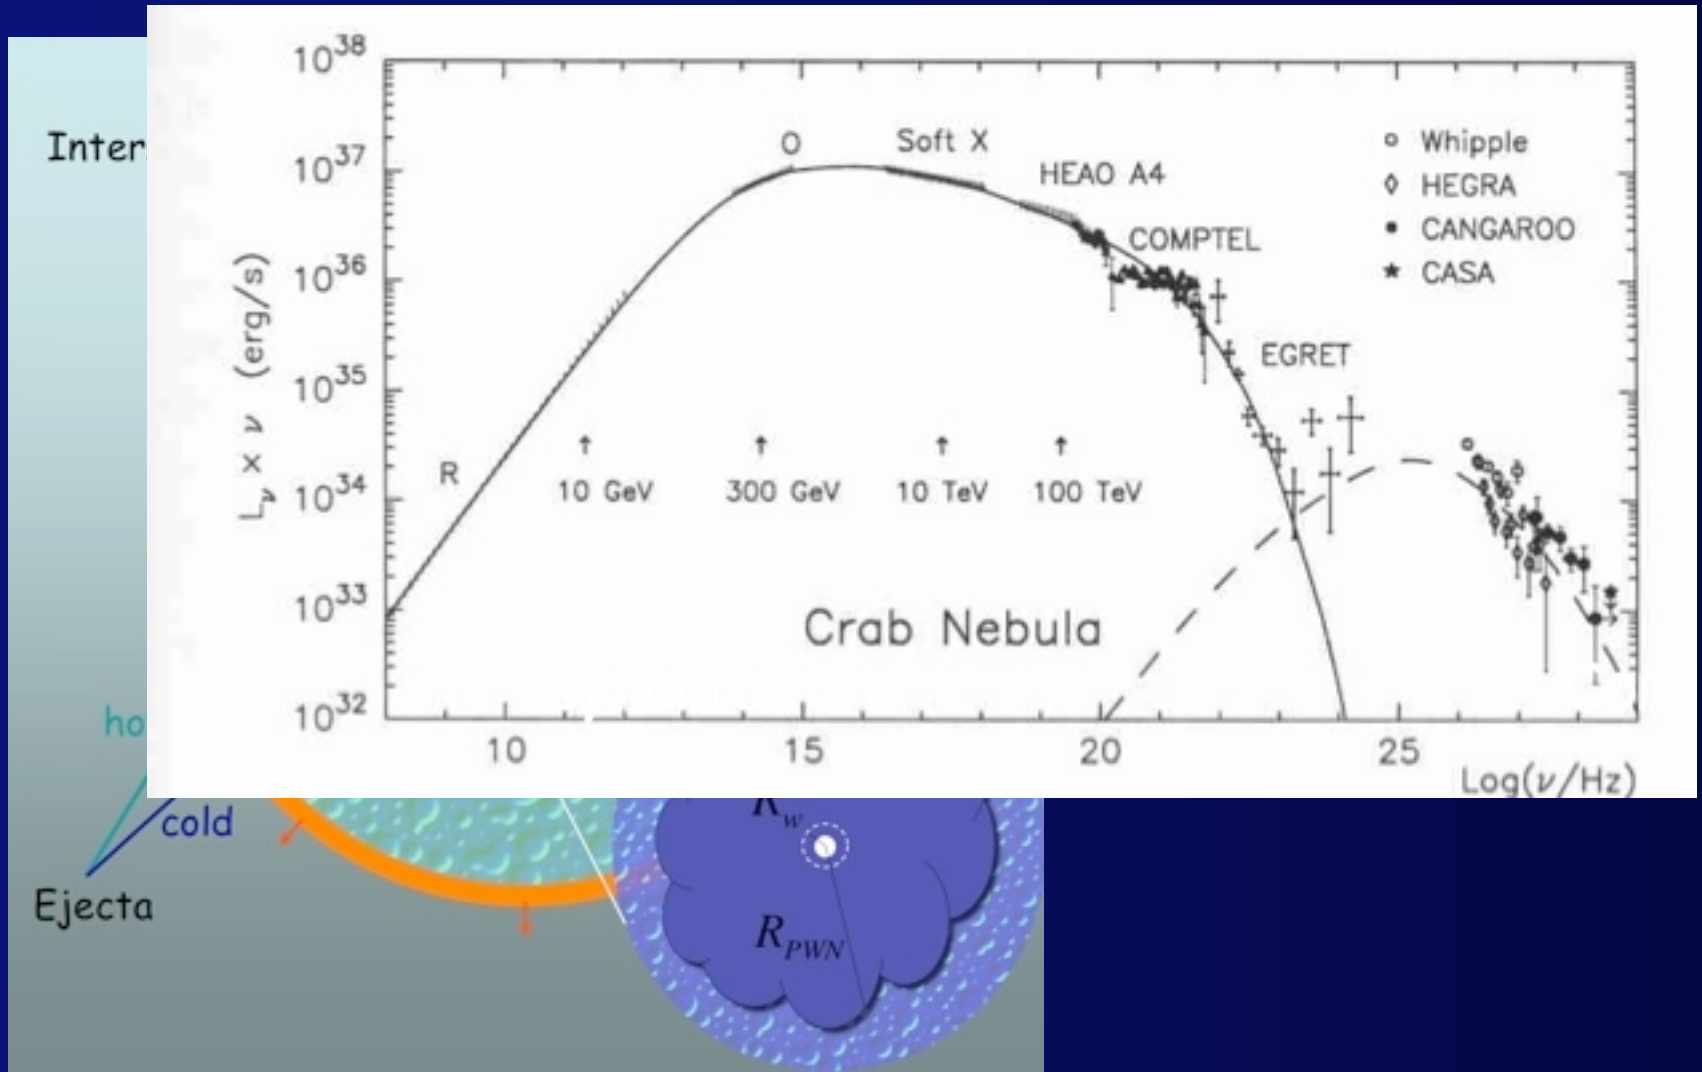 10^38
10^37
10^36
10^35
10^34
10^33
10^32
L_ν × ν (erg/s)
R
O
Soft X
HEAO A4
COMPTEL
EGRET
Whipple
HEGRA
CANGAROO
CASA
10 GeV
300 GeV
10 TeV
100 TeV
Crab Nebula
Synchrotron
10
15
20
25
Log(ν/Hz)
Inter
ho
cold
Ejecta
R_w
R_PWN